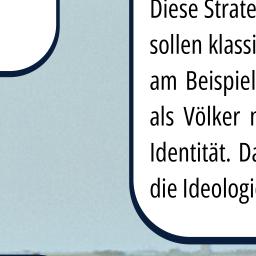 Diese Strate
sollen klassi
am Beispiel
als Völker
Identität. Da
die Ideologi